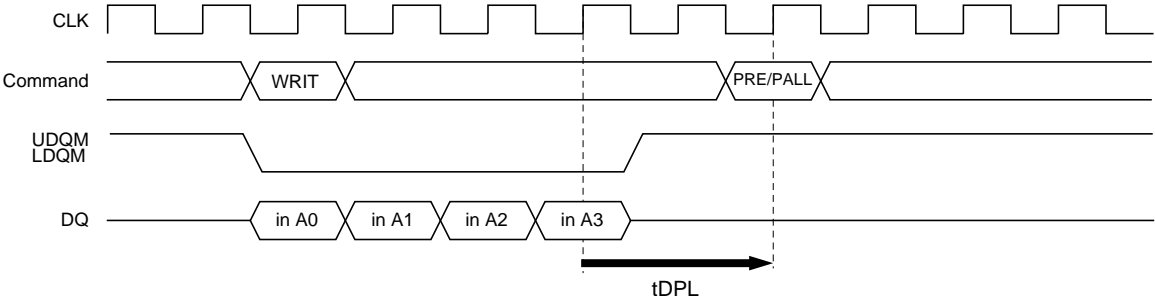 CLK
Command WRIT PRE/PALL
UDQM
LDQM
DQ in A0 in A1 in A2 in A3
tDPL